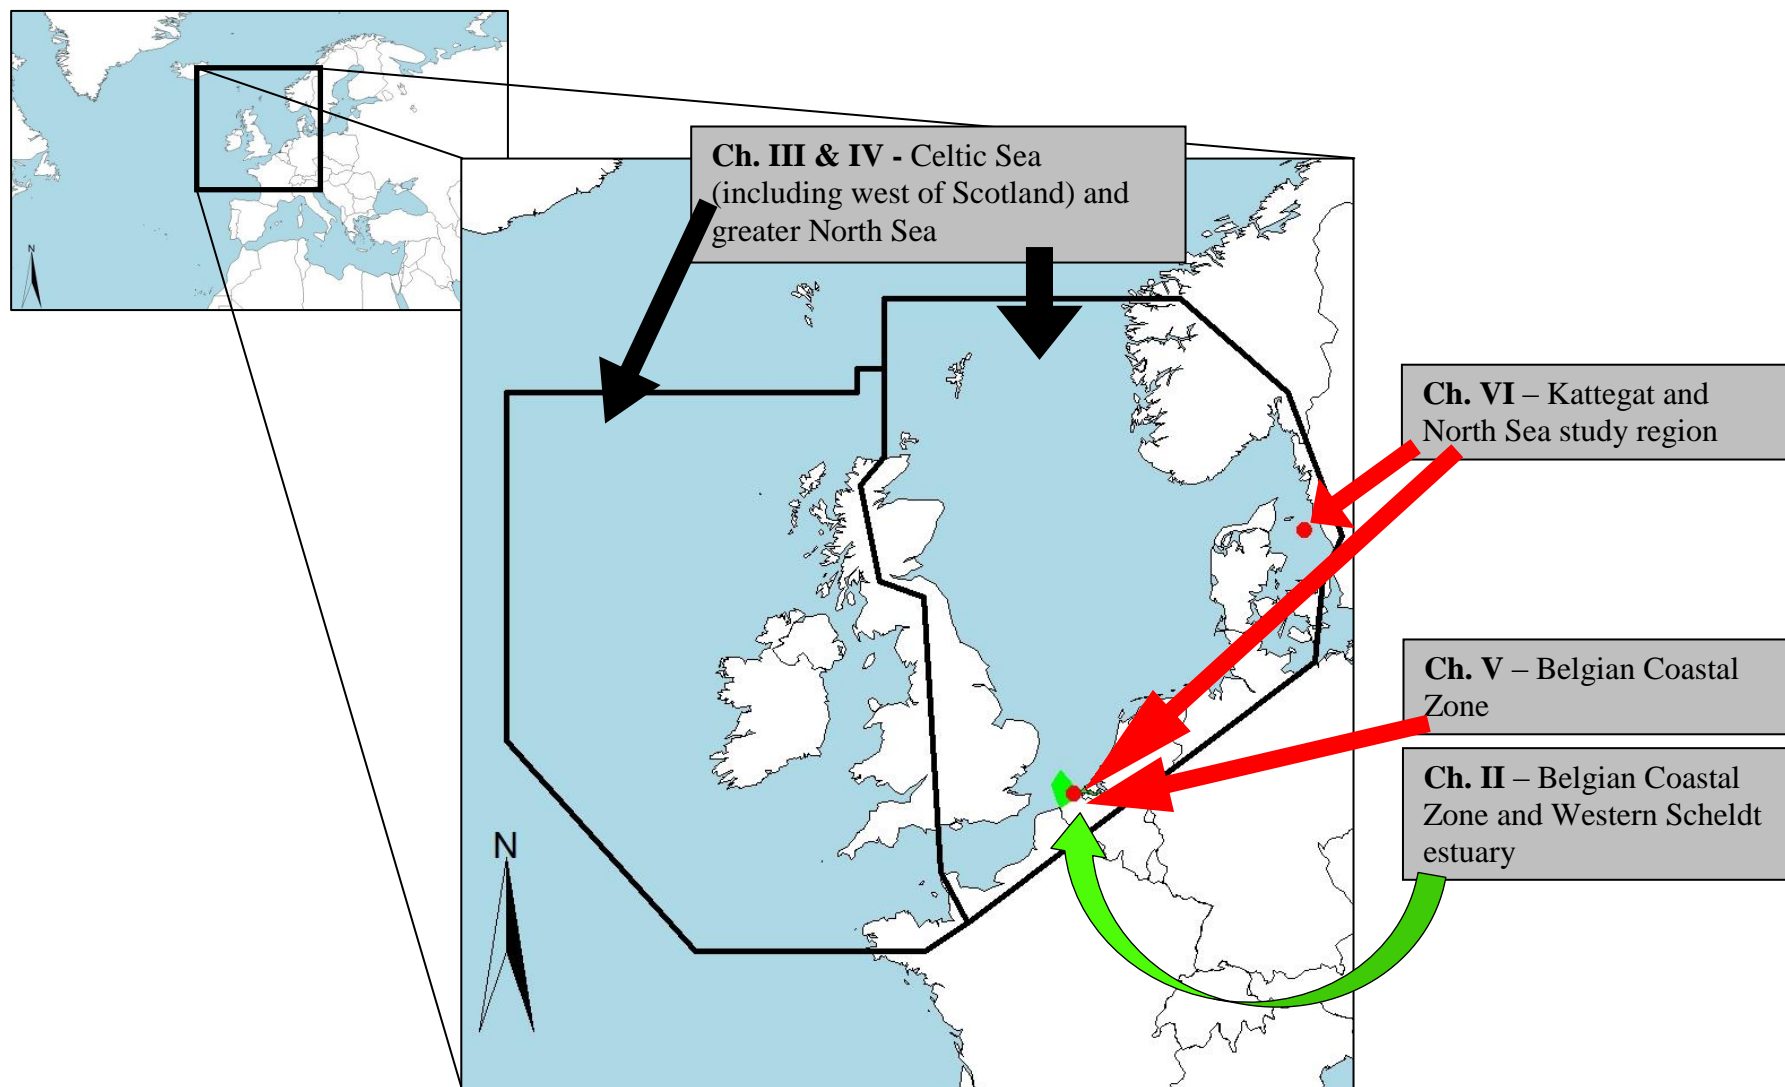 N
Ch. III & IV - Celtic Sea
(including west of Scotland) and
greater North Sea
Ch. VI – Kattegat and
North Sea study region
Ch. V – Belgian Coastal
Zone
Ch. II – Belgian Coastal
Zone and Western Scheldt
estuary
N